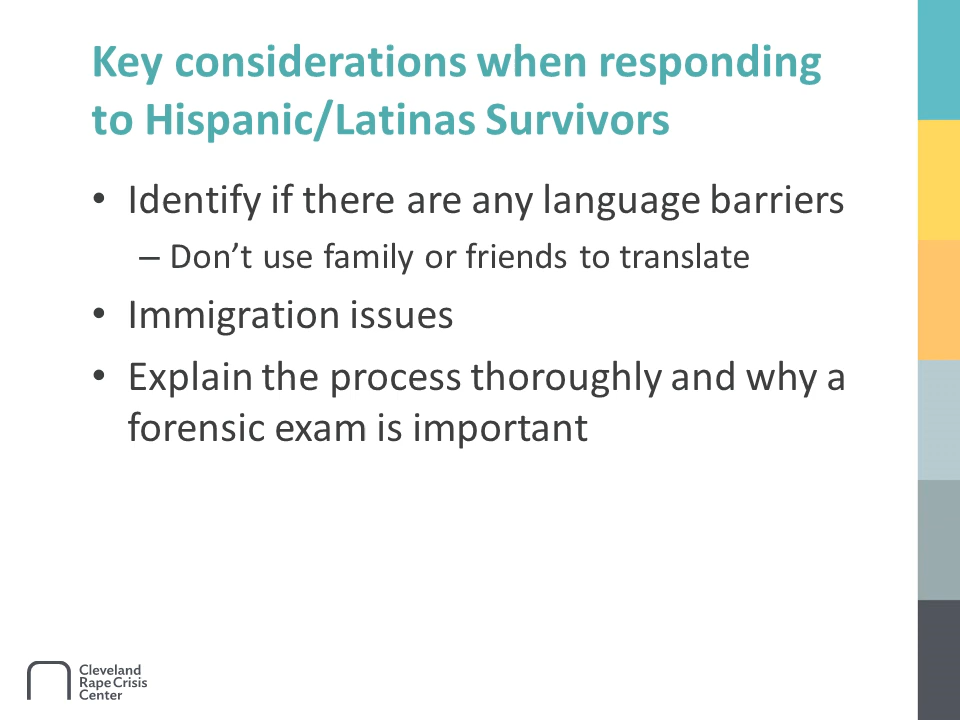 Key considerations when responding
to Hispanic/Latinas Survivors
• Identify if there are any language barriers
– Don’t use family or friends to translate
• Immigration issues
• Explain the process thoroughly and why a
forensic exam is important
Cleveland
Rape Crisis
Center